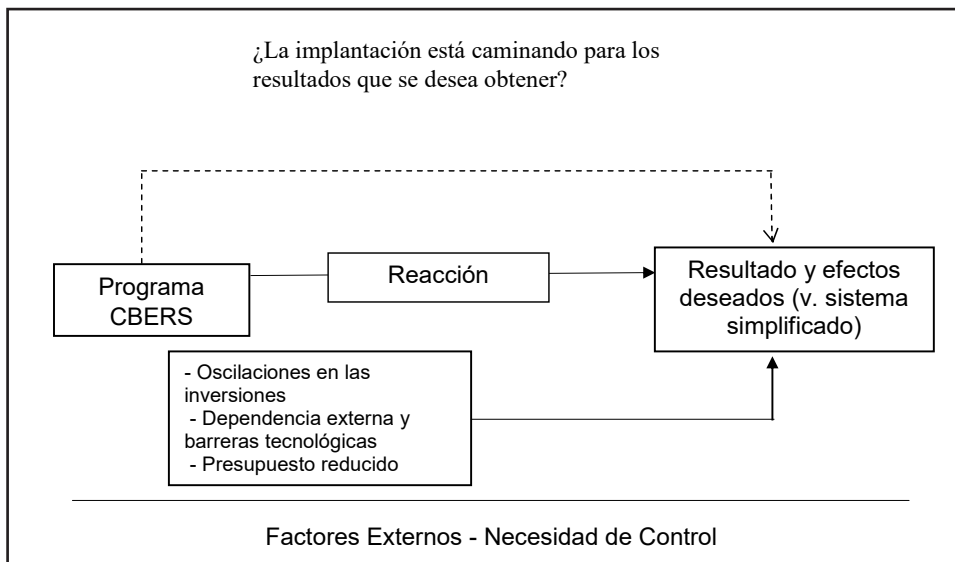 ¿La implantación está caminando para los
resultados que se desea obtener?
Programa
CBERS
Reacción
Resultado y efectos
deseados (v. sistema
simplificado)
- Oscilaciones en las
inversiones
- Dependencia externa y
barreras tecnológicas
- Presupuesto reducido
Factores Externos - Necesidad de Control